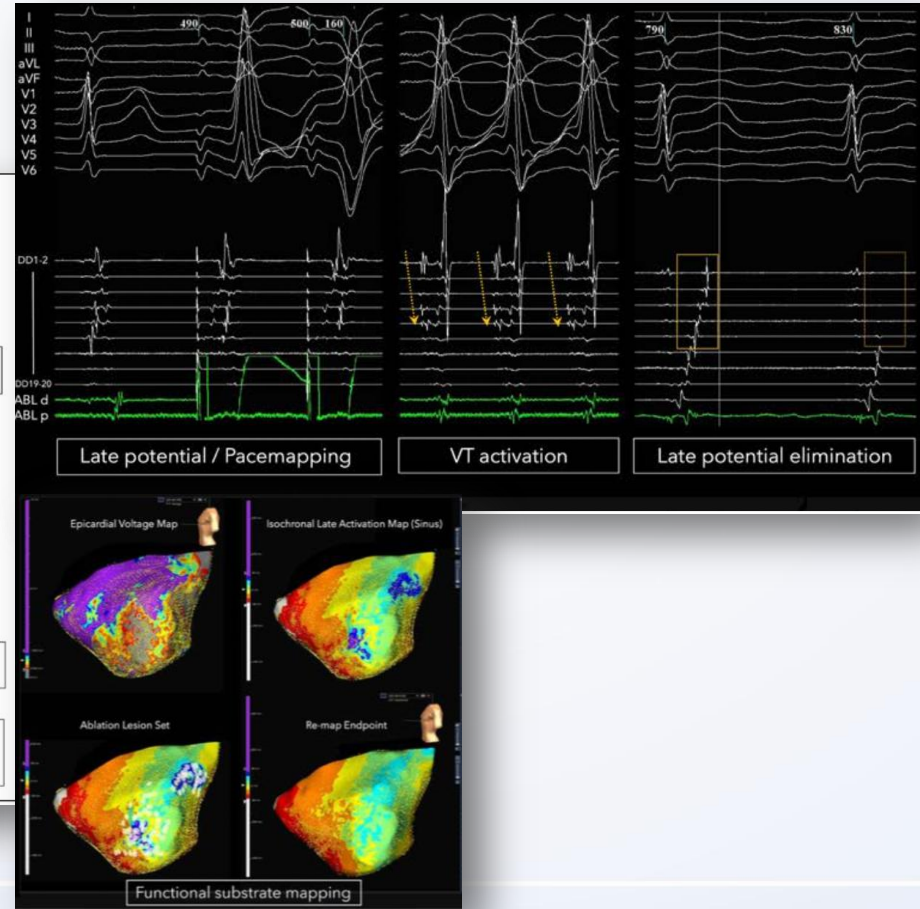 I
II
III
aVL
aVF
V1
V2
V3
V4
V5
V6
490
500
160
790
830
DD1-2
DD19-20
ABL d
ABL p
Late potential / Pacemapping
VT activation
Late potential elimination
Epicardial Voltage Map
Isochronal Late Activation Map (Sinus)
Ablation Lesion Set
Re-map Endpoint
Functional substrate mapping